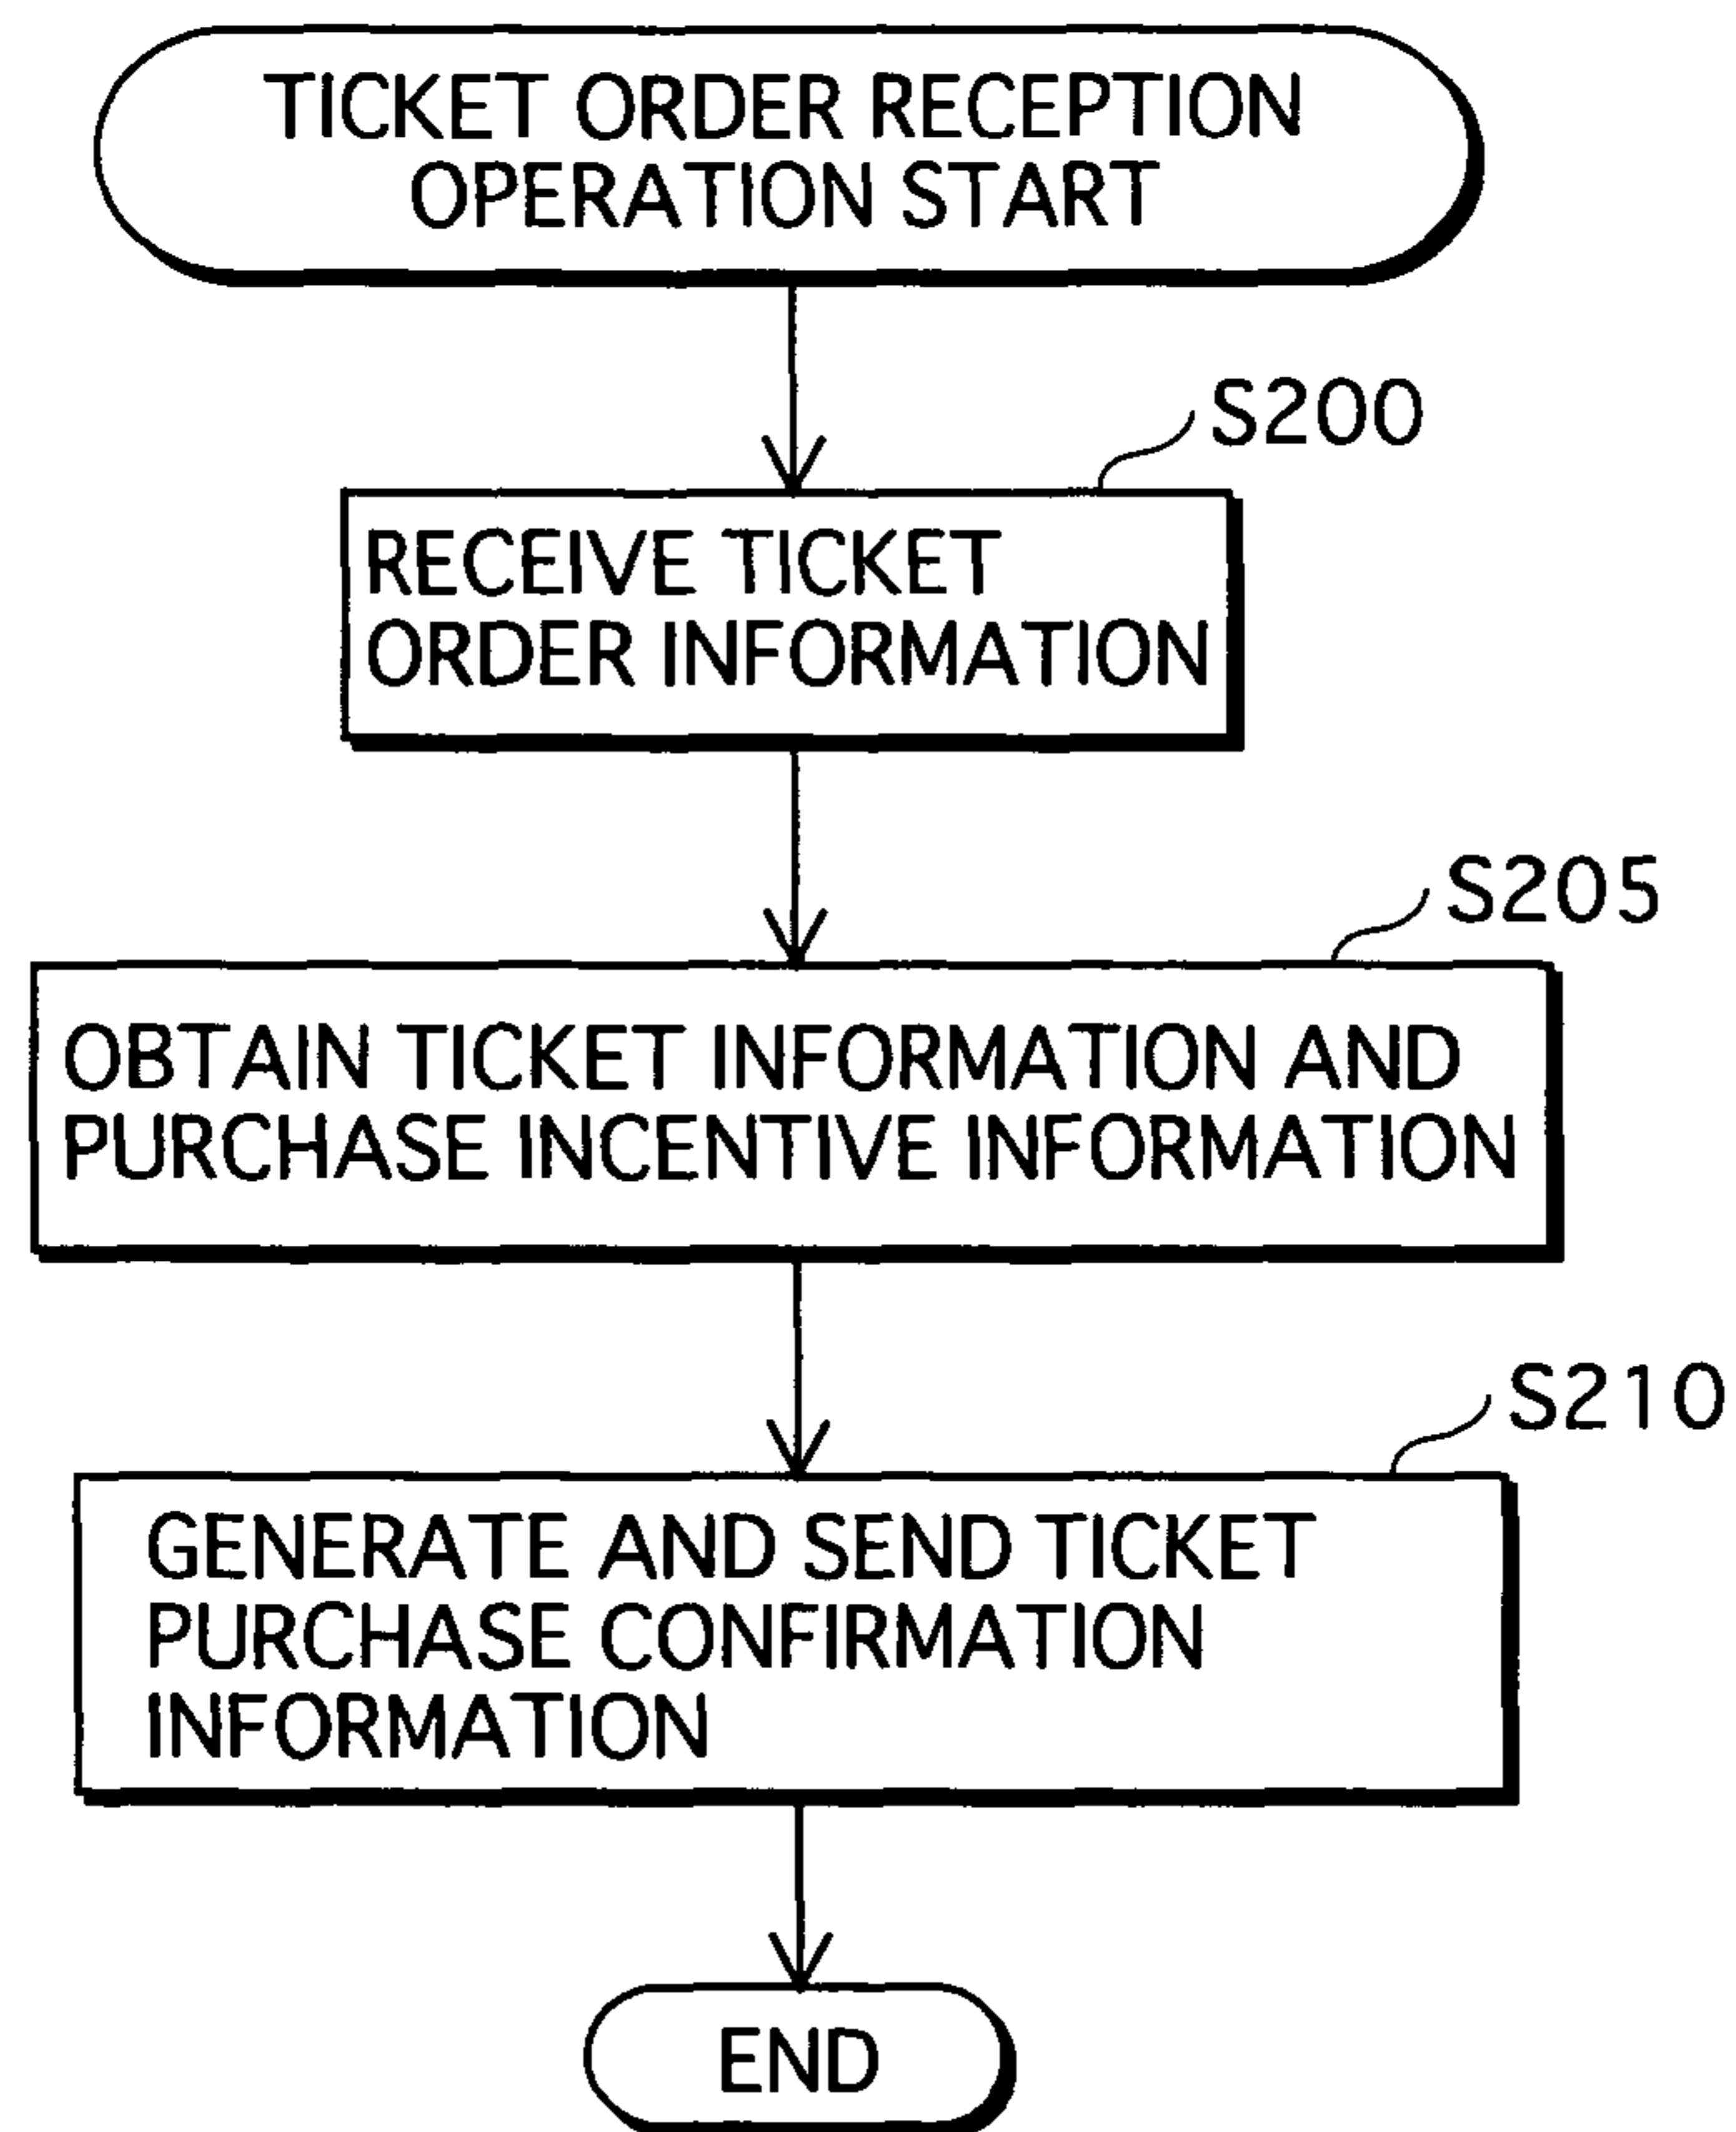 TICKET ORDER RECEPTION
OPERATION START
S200
RECEIVE TICKET
ORDER INFORMATION
S205
OBTAIN TICKET INFORMATION AND
PURCHASE INCENTIVE INFORMATION
S210
GENERATE AND SEND TICKET
PURCHASE CONFIRMATION
INFORMATION
END